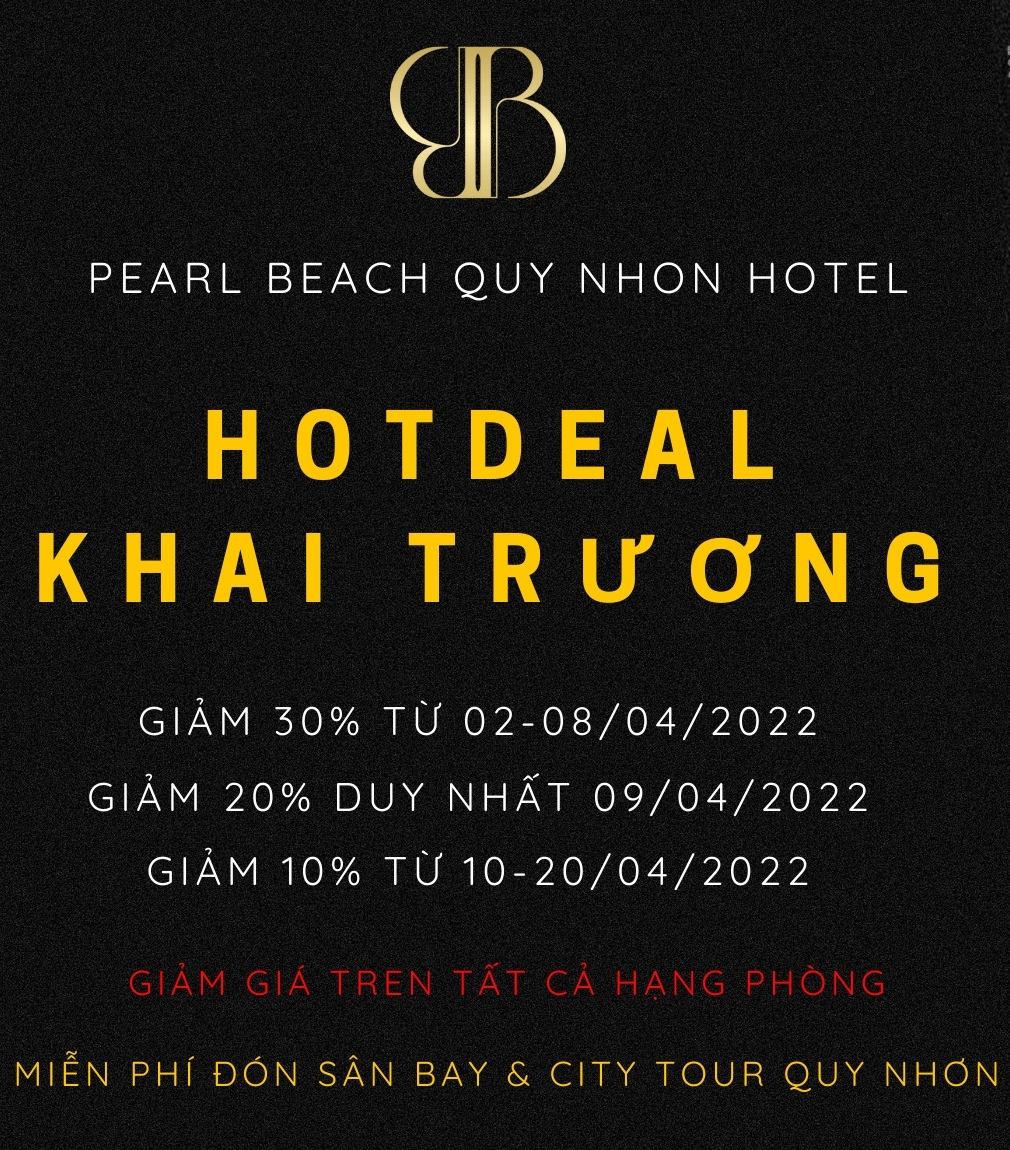 PEARL BEACH QUY NHON HOTEL
HOTDEAL
KHAI TRƯƠNG
GIẢM 30% TỪ 02-08/04/2022
GIẢM 20% DUY NHẤT 09/04/2022
GIẢM 10% TỪ 10-20/04/2022
GIẢM GIÁ TREN TẤT CẢ HẠNG PHÒNG
MIỄN PHÍ ĐÓN SÂN BAY & CITY TOUR QUY NHƠN